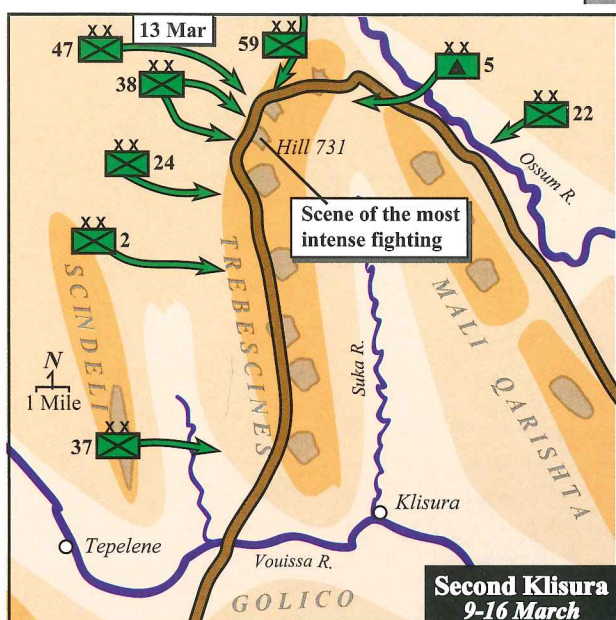 13 Mar
47
59
5
38
22
Hill 731
Ossum R.
24
Scene of the most
intense fighting
2
SCINDELI
TREBESCINES
MALI QARISHTA
Suka R.
N
1 Mile
37
Klisura
Tepelene
Vouissa R.
GOLICO
Second Klisura
9-16 March